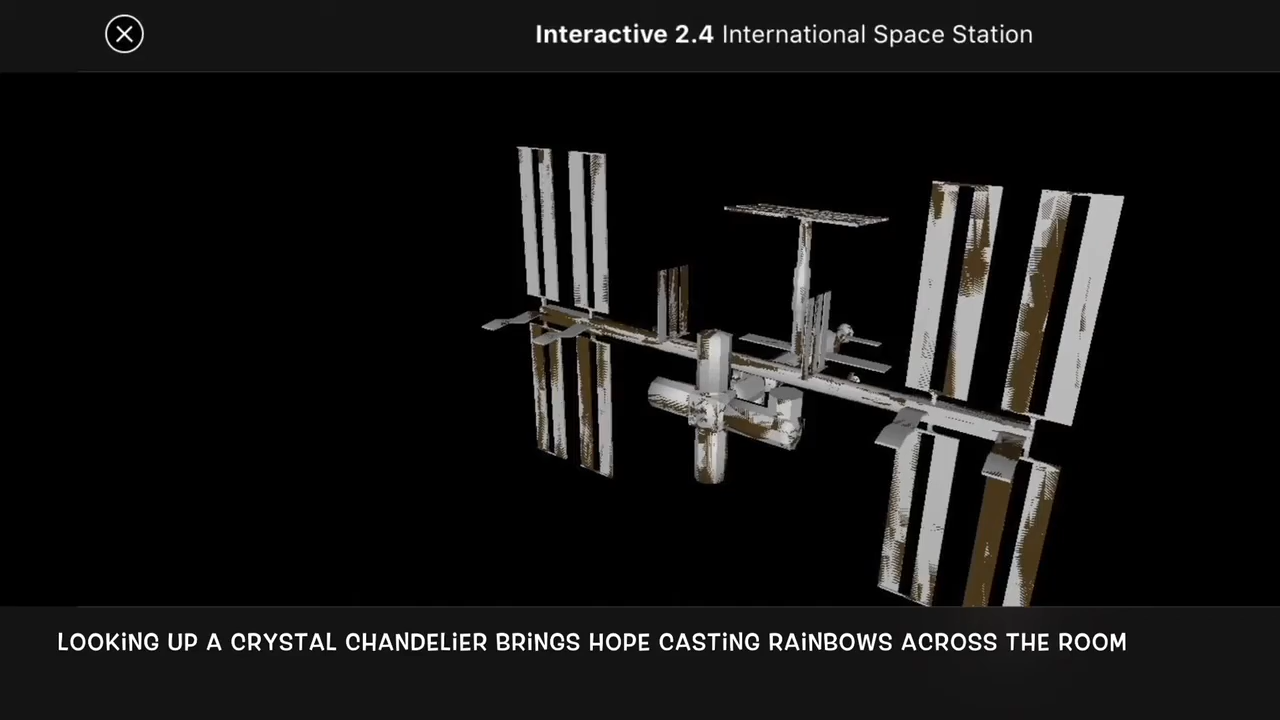 Interactive 2.4 International Space Station
LOOKING UP A CRYSTAL CHANDELIER BRINGS HOPE CASTING RAINBOWS ACROSS THE ROOM